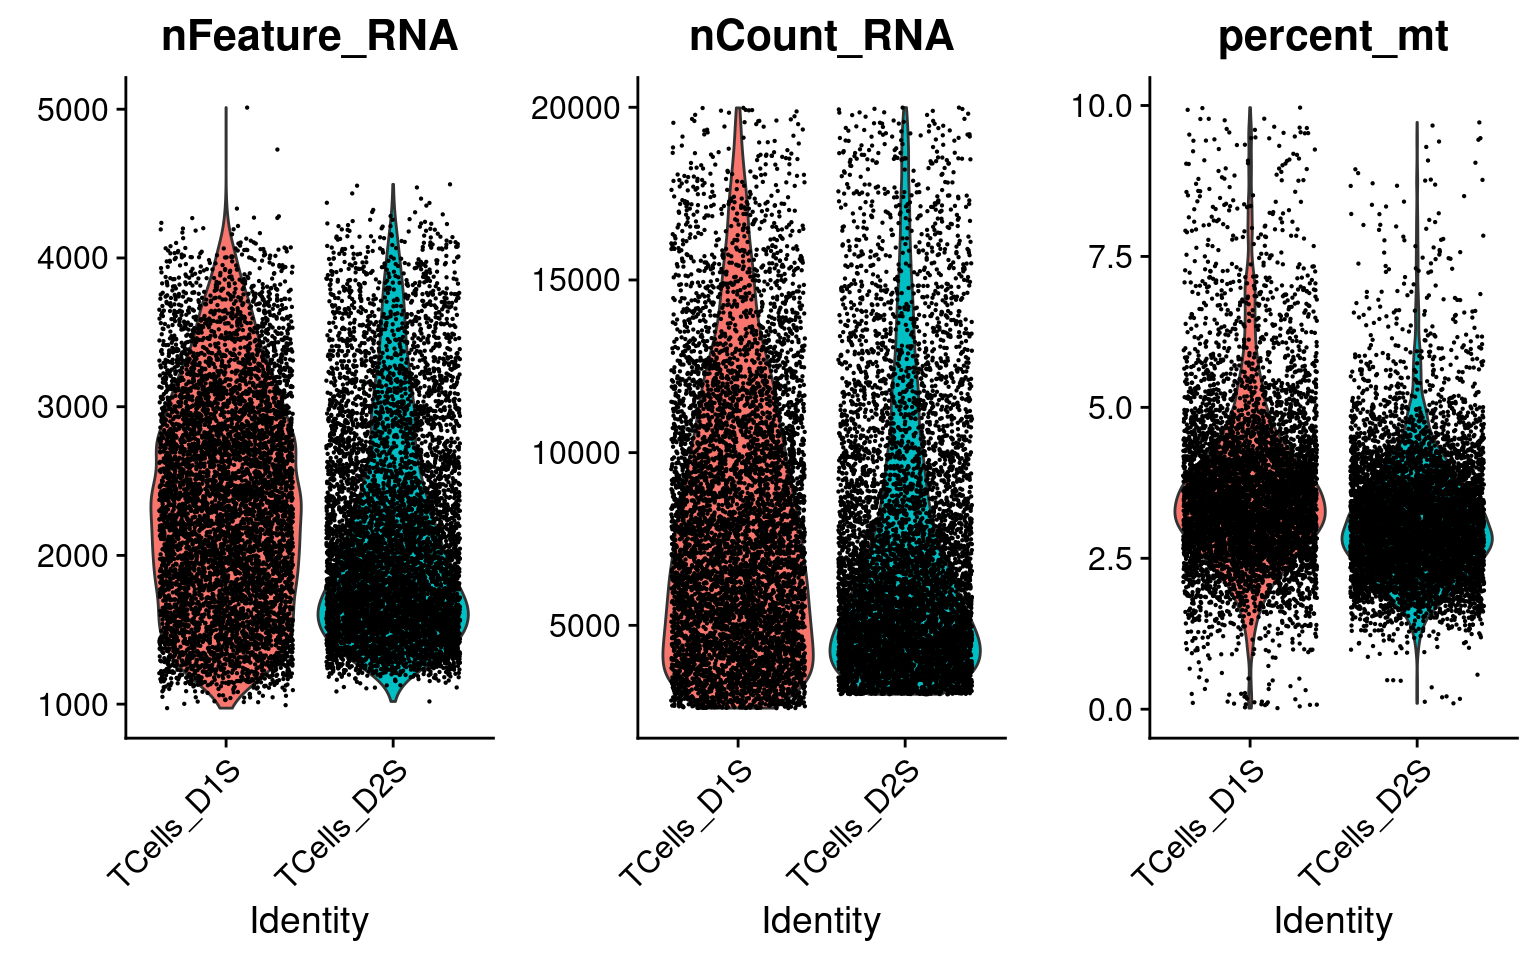 nFeature_RNA
5000
4000
3000
2000
1000
TCells_D1S
TCells_D2S
Identity
nCount_RNA
20000
15000
10000
5000
TCells_D1S
TCells_D2S
Identity
percent_mt
10.0
7.5
5.0
2.5
0.0
TCells_D1S
TCells_D2S
Identity